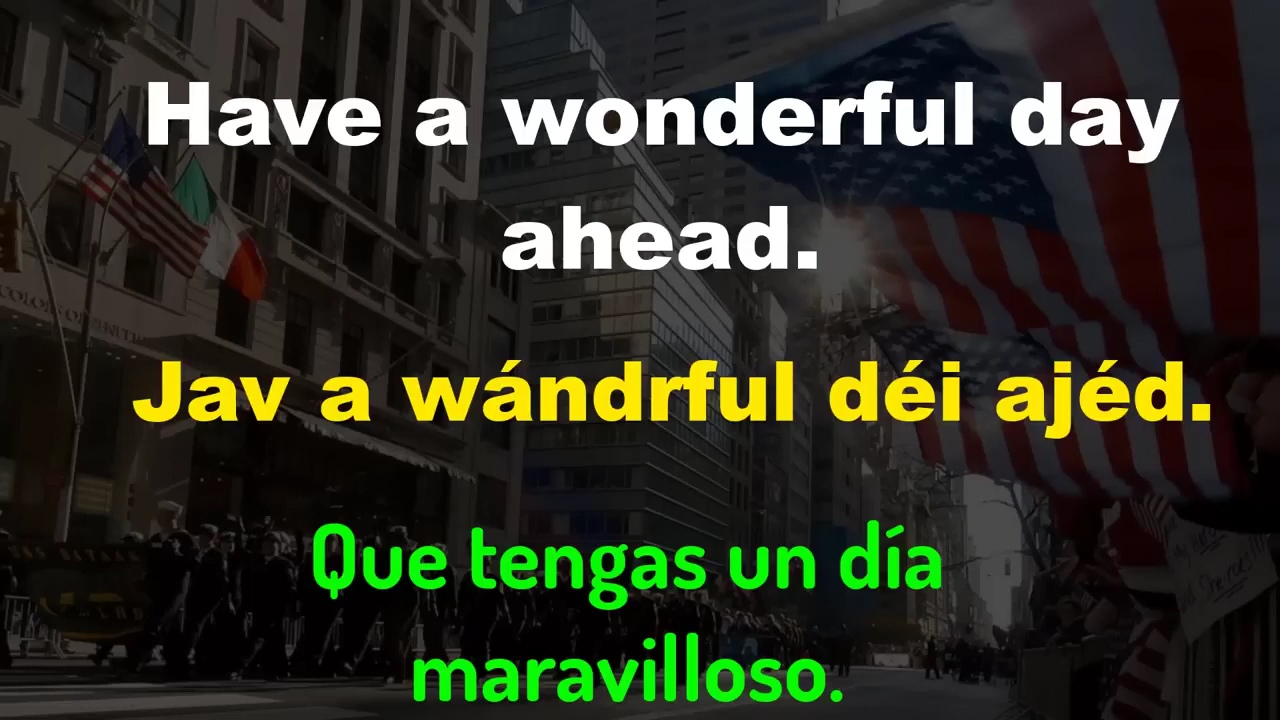 Have a wonderful day
ahead.
Jav a wándrful déi ajéd.
Que tengas un día
maravilloso.